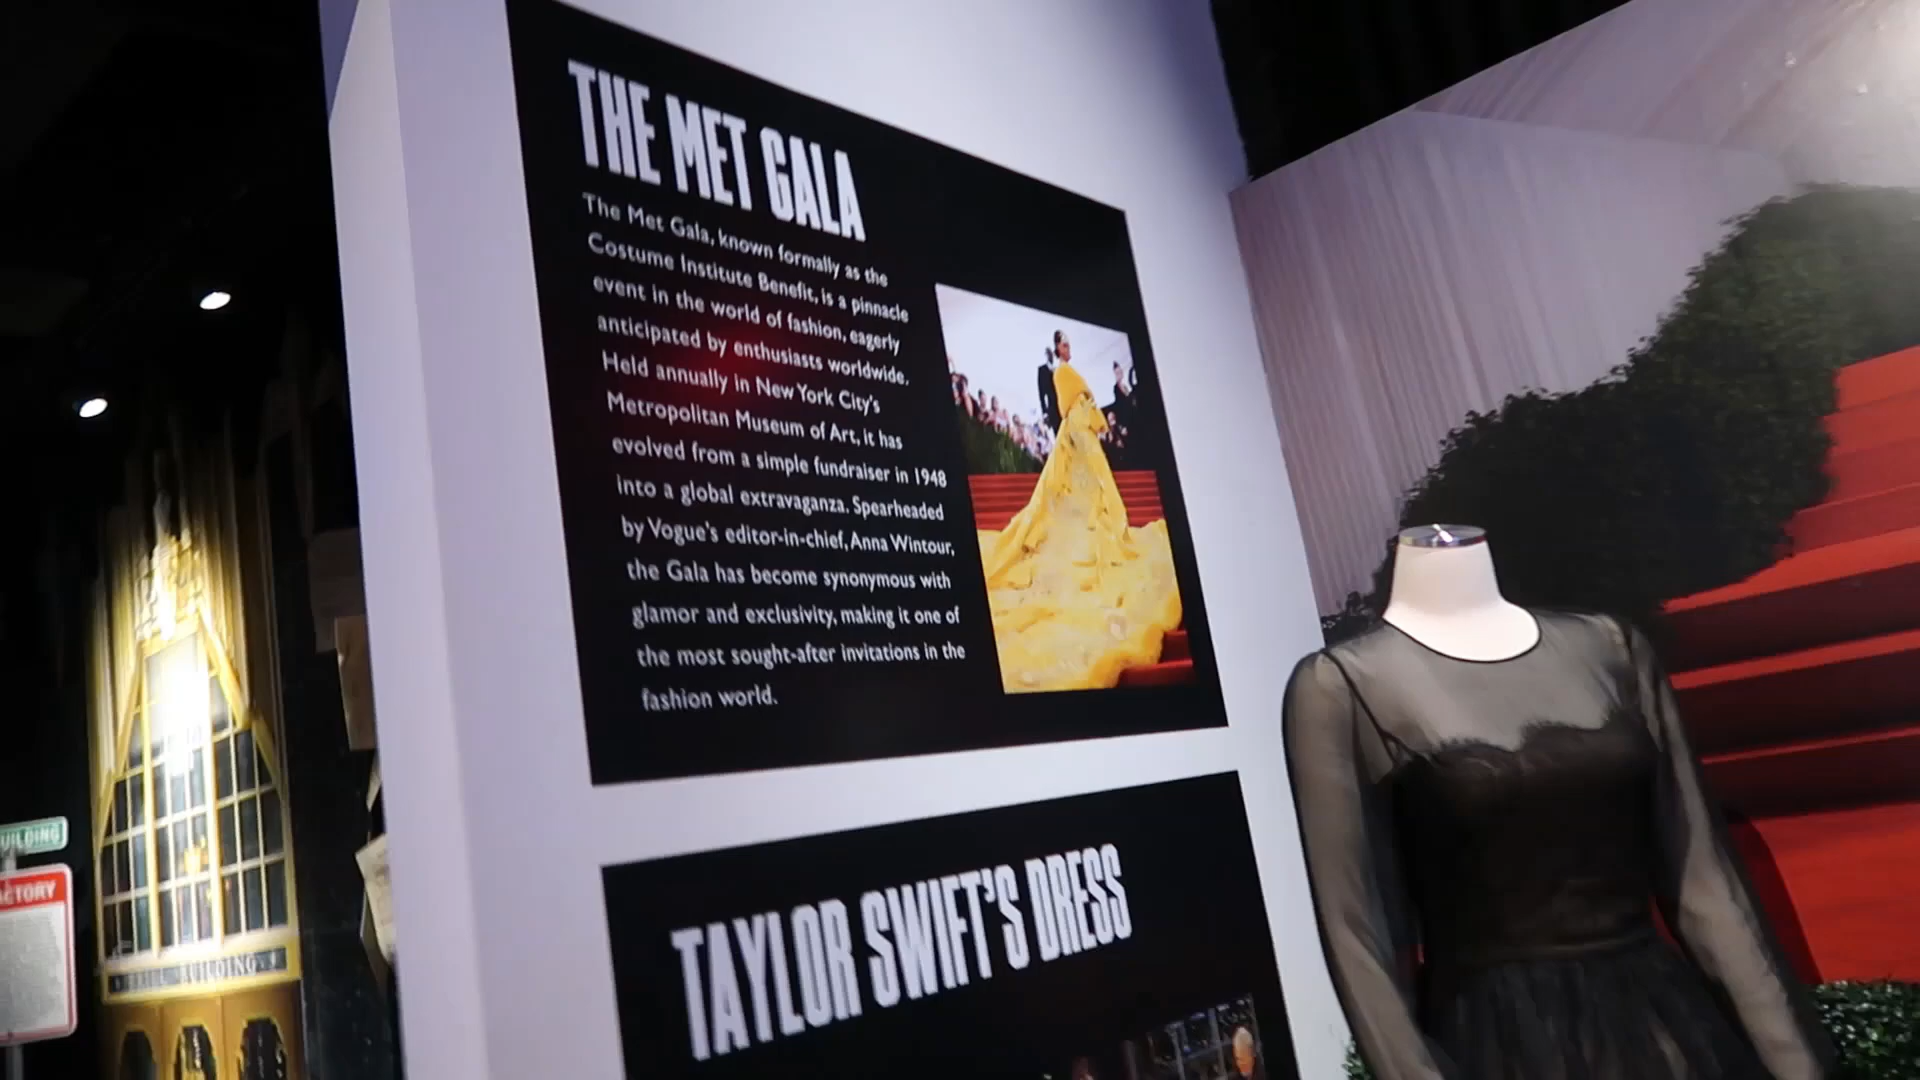 THE MET GALA
The Met Gala, known formally as the
Costume Institute Benefit, is a pinnacle
event in the world of fashion, eagerly
anticipated by enthusiasts worldwide.
Held annually in New York City's
Metropolitan Museum of Art, it has
evolved from a simple fundraiser in 1948
into a global extravaganza. Spearheaded
by Vogue's editor-in-chief, Anna Wintour,
the Gala has become synonymous with
glamor and exclusivity, making it one of
the most sought-after invitations in the
fashion world.
TAYLOR SWIFT'S DRESS
UILDING
ACTORY
BUILDING